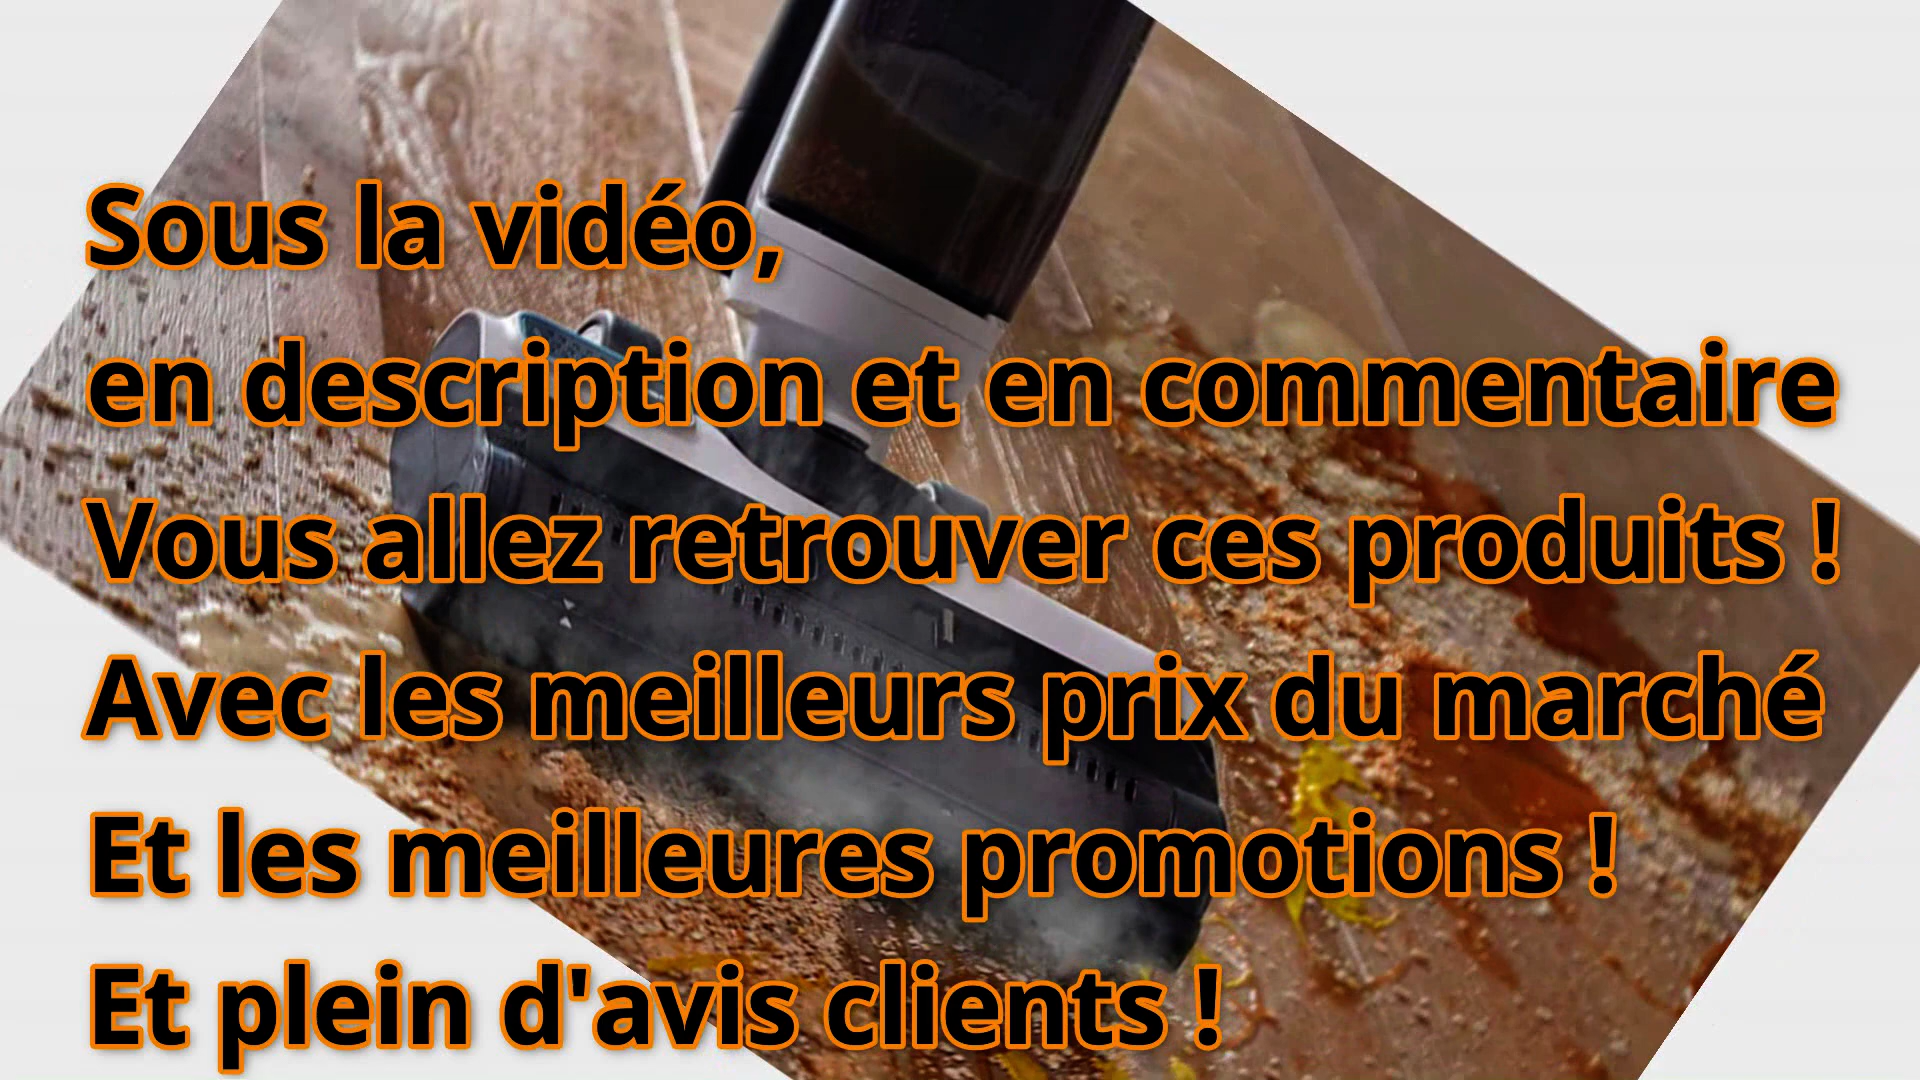 Sous la vidéo,
en description et en commentaire
Vous allez retrouver ces produits !
Avec les meilleurs prix du marché
Et les meilleures promotions !
Et plein d'avis clients !